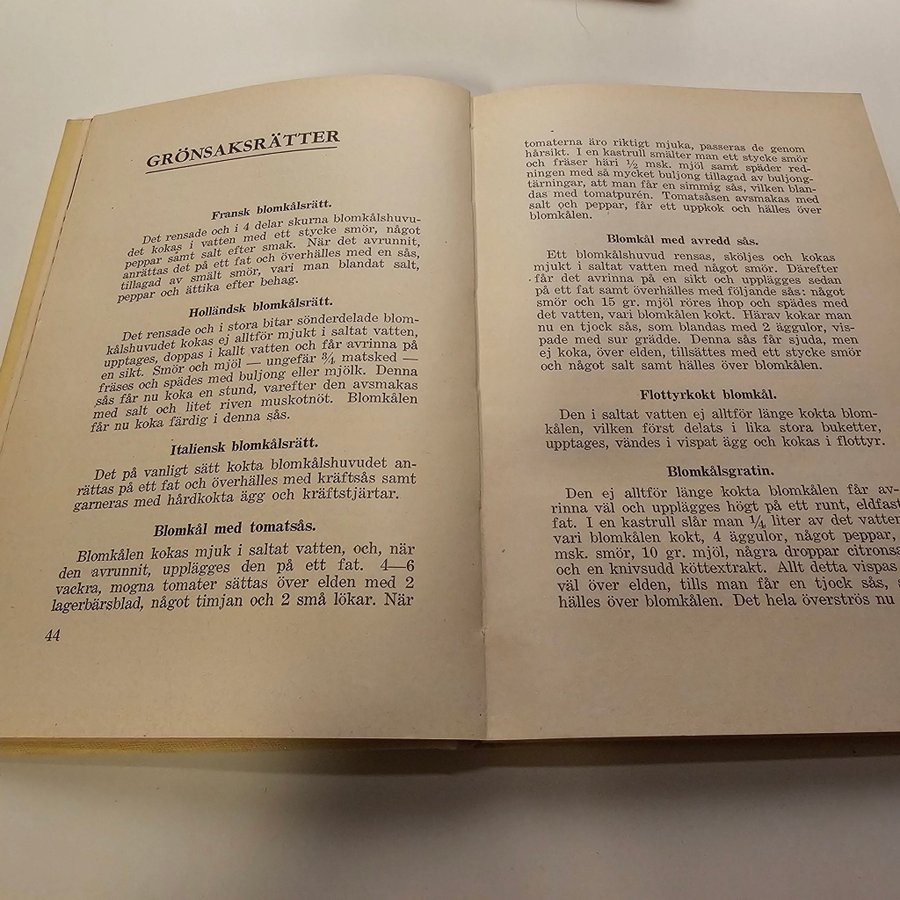 GRÖNSAKSRÄTTER
Fransk blomkålsrätt.
Det rensade och i 4 delar skurna blomkålshuvu-
det kokas i vatten med ett stycke smör, något
peppar samt salt efter smak. När det avrunnit,
anrättas det på ett fat och överhälles med en sås,
tillagad av smält smör, vari man blandat salt,
peppar och ättika efter behag.
Holländsk blomkålsrätt.
Det rensade och i stora bitar sönderdelade blom-
kålshuvudet kokas ej alltför mjukt i saltat vatten,
upptages, doppas i kallt vatten och får avrinna på
en sikt. Smör och mjöl — ungefär 3/4 matsked —
fräses och spädes med buljong eller mjölk. Denna
sås får nu koka en stund, varefter den avsmakas
med salt och litet riven muskotnöt. Blomkålen
får nu koka färdig i denna sås.
Italiensk blomkålsrätt.
Det på vanligt sätt kokta blomkålshuvudet an-
rättas på ett fat och överhälles med kräftsås samt
garneras med hårdkokta ägg och kräftstjärtar.
Blomkål med tomatsås.
Blomkålen kokas mjuk i saltat vatten, och, när
den avrunnit, upplägges den på ett fat. 4—6
vackra, mogna tomater sättas över elden med 2
lagerbärsblad, något timjan och 2 små lökar. När
44
tomaterna äro riktigt mjuka, passeras de genom
hårsikt. I en kastrull smälter man ett stycke smör
och fräser häri 1/2 msk. mjöl samt späder red-
ningen med så mycket buljong tillagad av buljong-
tärningar, att man får en simmig sås, vilken blan-
das med tomatpurén. Tomatsåsen avsmakas med
salt och peppar, får ett uppkok och hälles över
blomkålen.
Blomkål med avredd sås.
Ett blomkålshuvud rensas, sköljes och kokas
mjukt i saltat vatten med något smör. Därefter
får det avrinna på en sikt och upplägges sedan
på ett fat samt överhälles med följande sås: något
smör och 15 gr. mjöl röres ihop och spädes med
det vatten, vari blomkålen kokt. Härav kokar man
nu en tjock sås, som blandas med 2 äggulor, vis-
pade med sur grädde. Denna sås får sjuda, men
ej koka, över elden, tillsättes med ett stycke smör
och något salt samt hälles över blomkålen.
Flottyrkokt blomkål.
Den i saltat vatten ej alltför länge kokta blom-
kålen, vilken först delats i lika stora buketter,
upptages, vändes i vispat ägg och kokas i flottyr.
Blomkålsgratin.
Den ej alltför länge kokta blomkålen får av-
rinna väl och upplägges högt på ett runt, eldfast
fat. I en kastrull slår man 1/4 liter av det vatten
vari blomkålen kokt, 4 äggulor, något peppar,
msk. smör, 10 gr. mjöl, några droppar citronsa
och en knivsudd köttextrakt. Allt detta vispas
väl över elden, tills man får en tjock sås, s
hälles över blomkålen. Det hela överströs nu